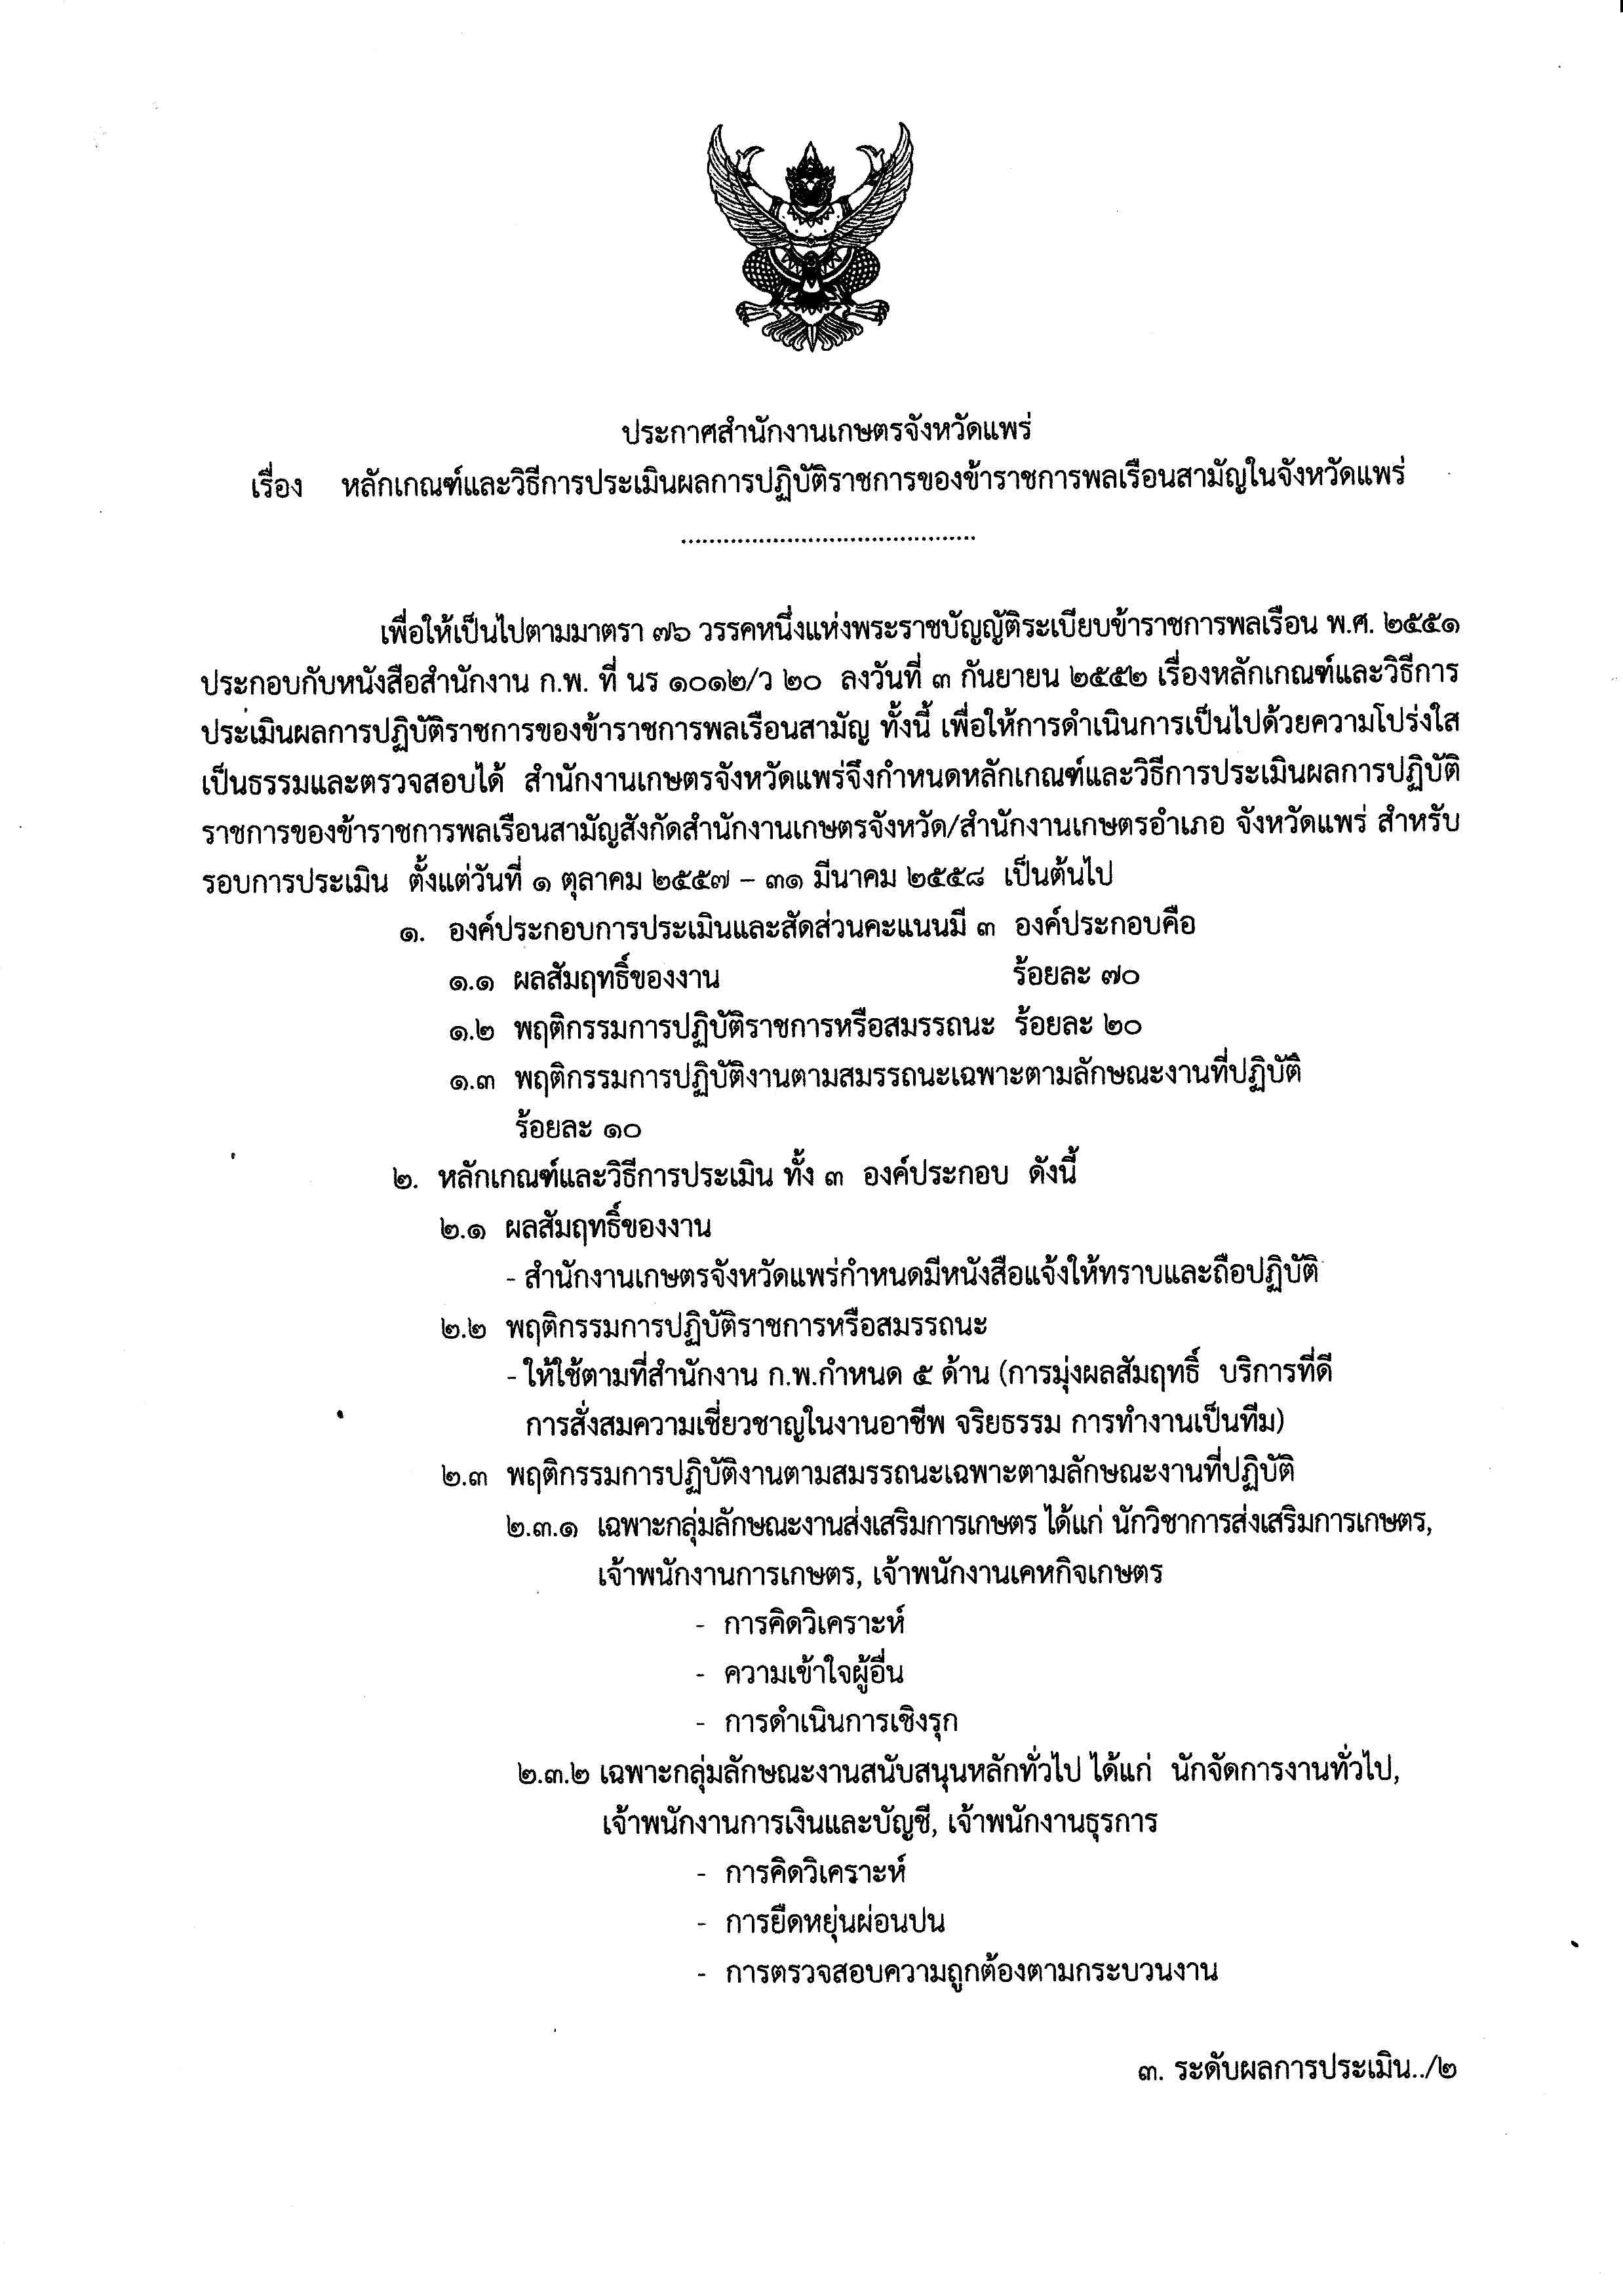 ประกาศสำนักงานเกษตรจังหวัดแพร่
เรื่อง หลักเกณฑ์และวิธีการประเมินผลการปฏิบัติราชการของข้าราชการพลเรือนสามัญในจังหวัดแพร่
..........................................
เพื่อให้เป็นไปตามมาตรา ๗๖ วรรคหนึ่งแห่งพระราชบัญญัติระเบียบข้าราชการพลเรือน พ.ศ. ๒๕๕๑
ประกอบกับหนังสือสำนักงาน ก.พ. ที่ นร ๑๐๑๒/ว ๒๐ ลงวันที่ ๓ กันยายน ๒๕๕๒ เรื่องหลักเกณฑ์และวิธีการ
ประเมินผลการปฏิบัติราชการของข้าราชการพลเรือนสามัญ ทั้งนี้ เพื่อให้การดำเนินการเป็นไปด้วยความโปร่งใส
เป็นธรรมและตรวจสอบได้ สำนักงานเกษตรจังหวัดแพร่จึงกำหนดหลักเกณฑ์และวิธีการประเมินผลการปฏิบัติ
ราชการของข้าราชการพลเรือนสามัญสังกัดสำนักงานเกษตรจังหวัด/สำนักงานเกษตรอำเภอ จังหวัดแพร่ สำหรับ
รอบการประเมิน ตั้งแต่วันที่ ๑ ตุลาคม ๒๕๕๗ – ๓๑ มีนาคม ๒๕๕๘ เป็นต้นไป
๑. องค์ประกอบการประเมินและสัดส่วนคะแนนมี ๓ องค์ประกอบคือ
๑.๑ ผลสัมฤทธิ์ของงาน ร้อยละ ๗๐
๑.๒ พฤติกรรมการปฏิบัติราชการหรือสมรรถนะ ร้อยละ ๒๐
๑.๓ พฤติกรรมการปฏิบัติงานตามสมรรถนะเฉพาะตามลักษณะงานที่ปฏิบัติ
ร้อยละ ๑๐
๒. หลักเกณฑ์และวิธีการประเมิน ทั้ง ๓ องค์ประกอบ ดังนี้
๒.๑ ผลสัมฤทธิ์ของงาน
- สำนักงานเกษตรจังหวัดแพร่กำหนดมีหนังสือแจ้งให้ทราบและถือปฏิบัติ
๒.๒ พฤติกรรมการปฏิบัติราชการหรือสมรรถนะ
- ให้ใช้ตามที่สำนักงาน ก.พ.กำหนด ๕ ด้าน (การมุ่งผลสัมฤทธิ์ บริการที่ดี
การสั่งสมความเชี่ยวชาญในงานอาชีพ จริยธรรม การทำงานเป็นทีม)
๒.๓ พฤติกรรมการปฏิบัติงานตามสมรรถนะเฉพาะตามลักษณะงานที่ปฏิบัติ
๒.๓.๑ เฉพาะกลุ่มลักษณะงานส่งเสริมการเกษตร ได้แก่ นักวิชาการส่งเสริมการเกษตร,
เจ้าพนักงานการเกษตร, เจ้าพนักงานเคหกิจเกษตร
- การคิดวิเคราะห์
- ความเข้าใจผู้อื่น
- การดำเนินการเชิงรุก
๒.๓.๒ เฉพาะกลุ่มลักษณะงานสนับสนุนหลักทั่วไป ได้แก่ นักจัดการงานทั่วไป,
เจ้าพนักงานการเงินและบัญชี, เจ้าพนักงานธุรการ
- การคิดวิเคราะห์
- การยืดหยุ่นผ่อนปน
- การตรวจสอบความถูกต้องตามกระบวนงาน
๓. ระดับผลการประเมิน../๒